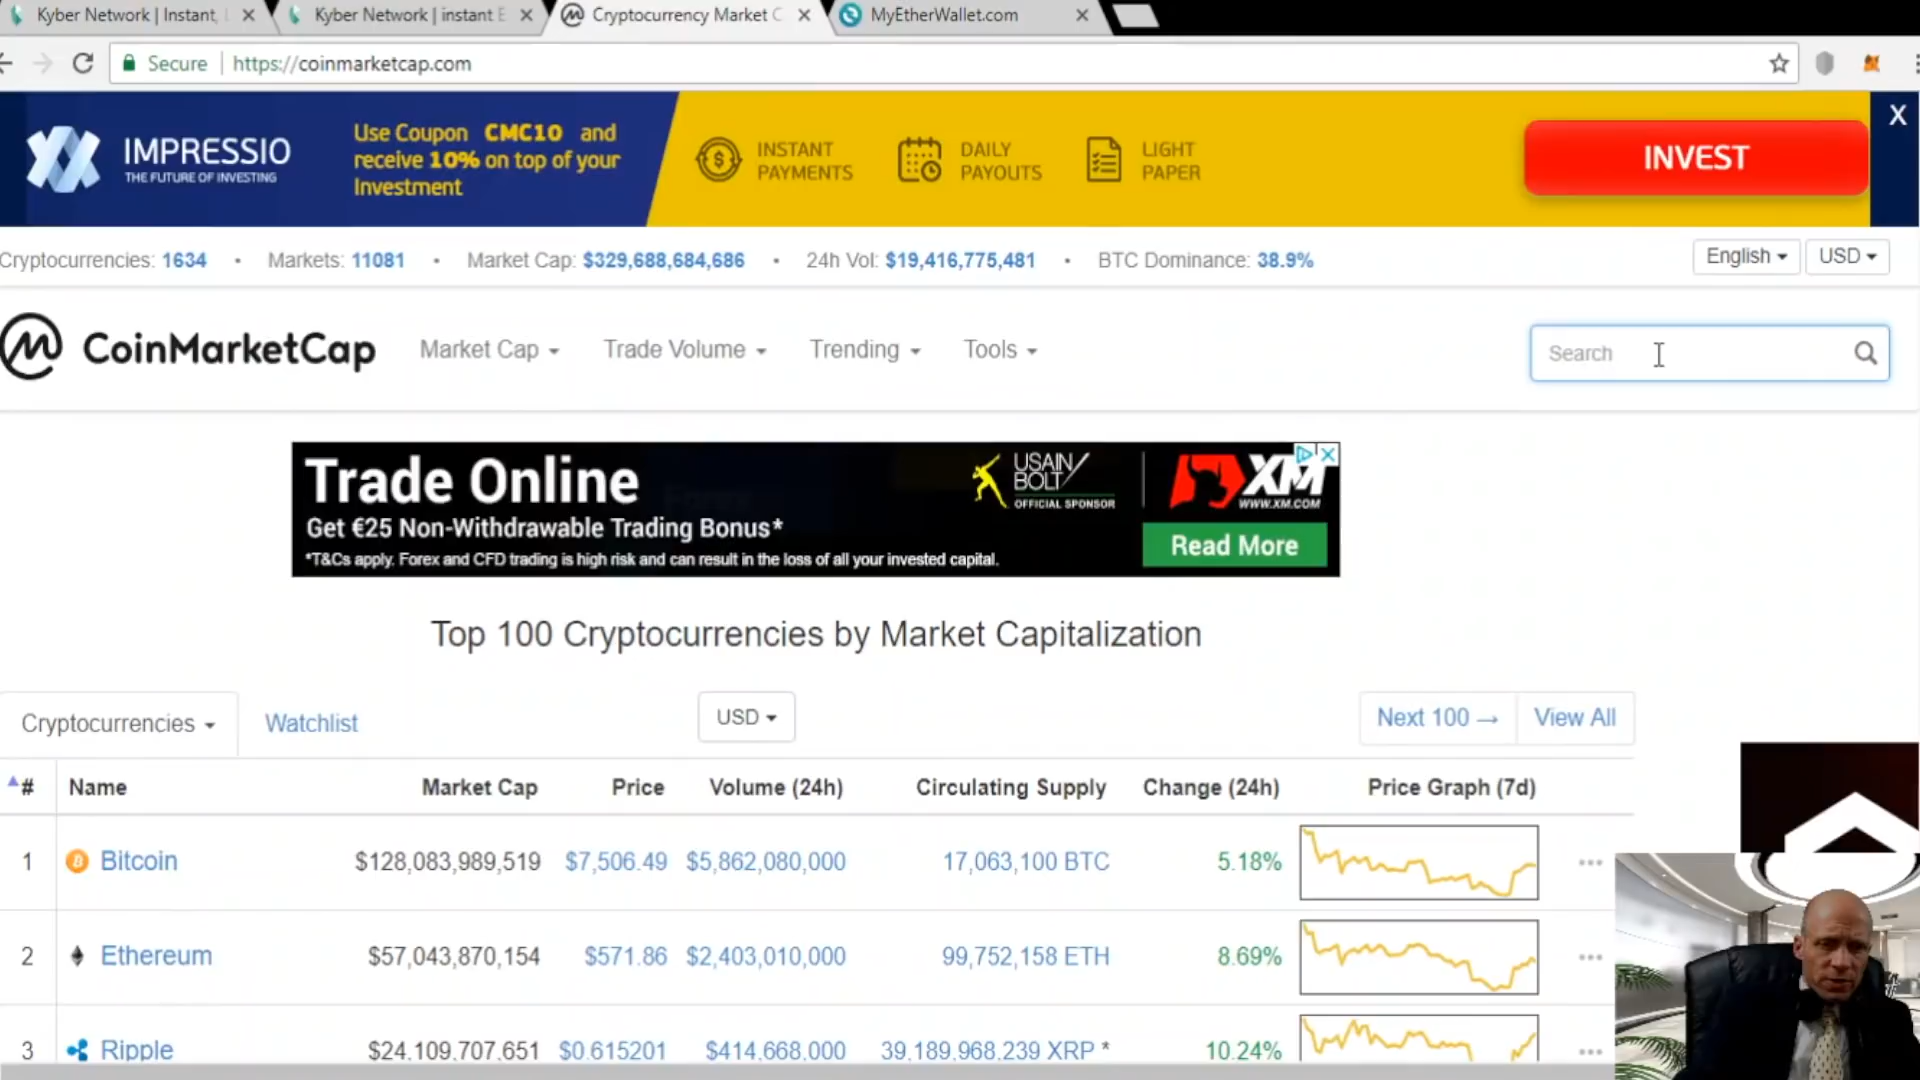 Kyber Network | Instant,
Kyber Network | instant E
Cryptocurrency Market C
MyEtherWallet.com
Secure
https://coinmarketcap.com
IMPRESSIO
THE FUTURE OF INVESTING
Use Coupon CMC10 and
receive 10% on top of your
Investment
INSTANT
PAYMENTS
DAILY
PAYOUTS
LIGHT
PAPER
INVEST
X
Cryptocurrencies: 1634 • Markets: 11081 • Market Cap: $329,688,684,686 • 24h Vol: $19,416,775,481 • BTC Dominance: 38.9%
English
USD
CoinMarketCap
Market Cap
Trade Volume
Trending
Tools
Search
Trade Online
Get €25 Non-Withdrawable Trading Bonus*
*T&Cs apply. Forex and CFD trading is high risk and can result in the loss of all your invested capital.
USAIN
BOLT
OFFICIAL SPONSOR
XM
WWW.XM.COM
Read More
Top 100 Cryptocurrencies by Market Capitalization
Cryptocurrencies
Watchlist
USD
Next 100 →
View All
# Name Market Cap Price Volume (24h) Circulating Supply Change (24h) Price Graph (7d)
1 Bitcoin $128,083,989,519 $7,506.49 $5,862,080,000 17,063,100 BTC 5.18%
2 Ethereum $57,043,870,154 $571.86 $2,403,010,000 99,752,158 ETH 8.69%
3 Ripple $24,109,707,651 $0.615201 $414,668,000 39,189,968,239 XRP * 10.24%